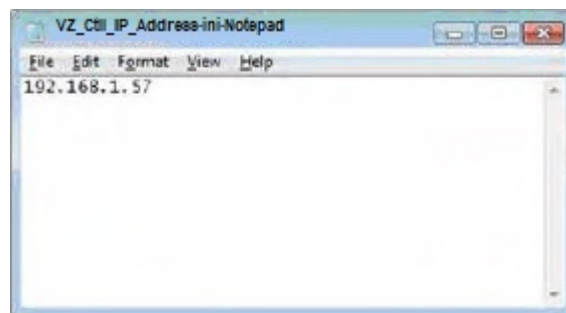 VZ_Ctll_IP_Address-ini-Notepad
File Edit Format View Help
192.168.1.57